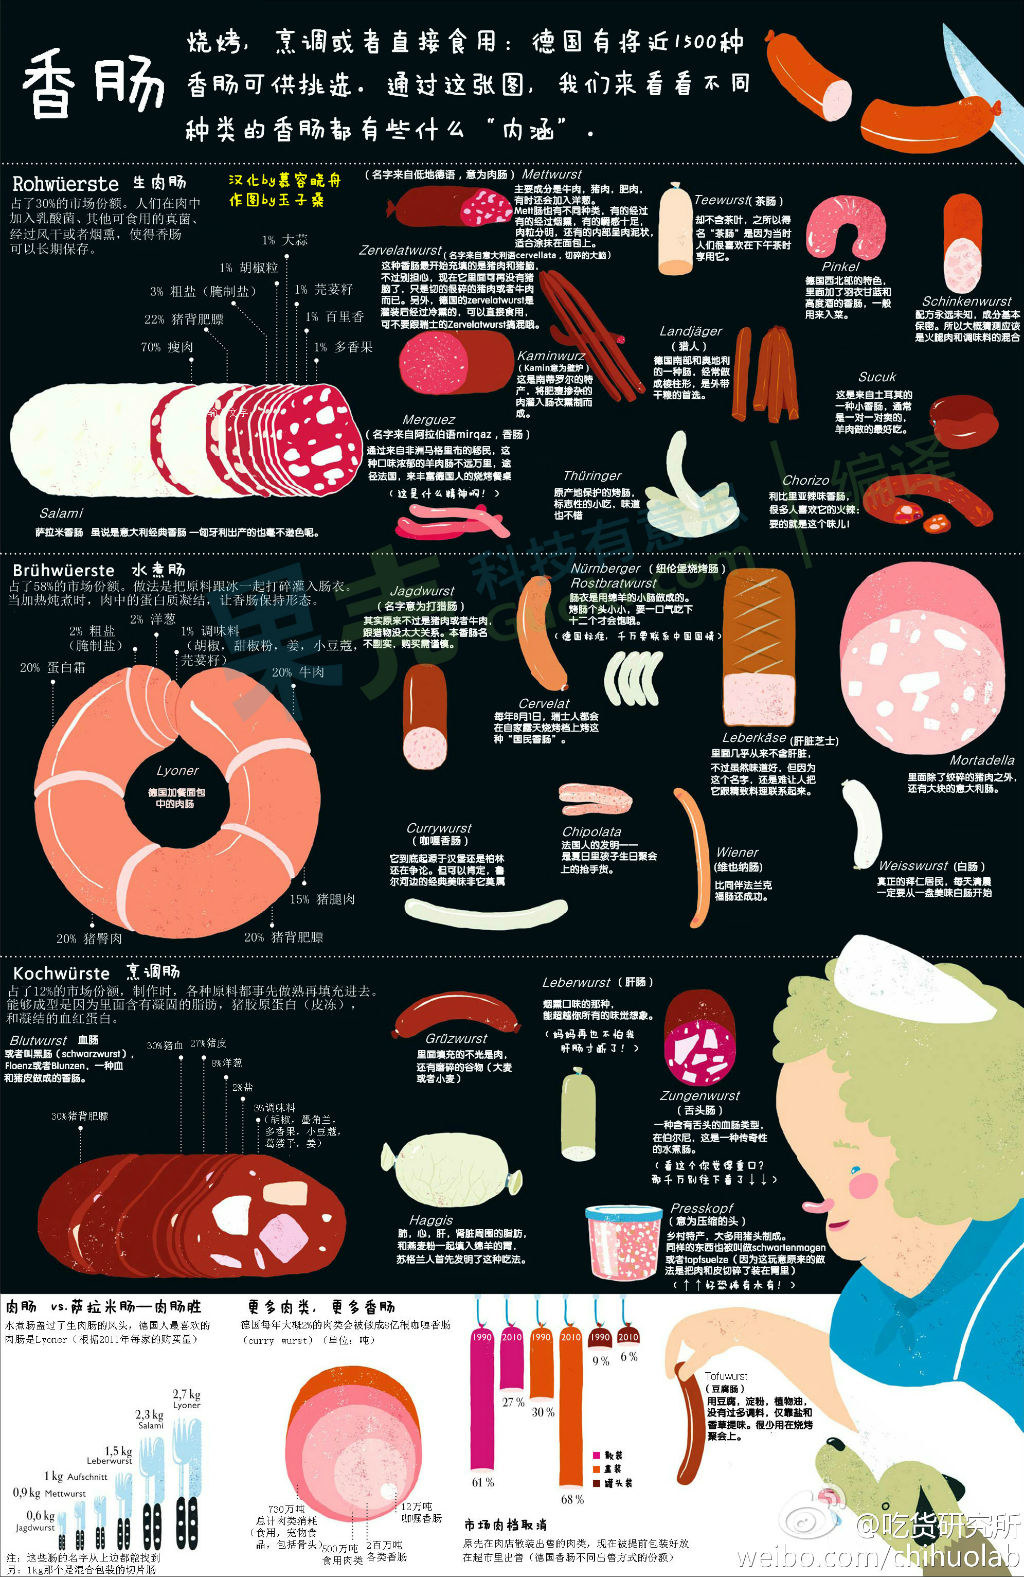 香肠
烧烤，烹调或者直接食用：德国有将近1500种
香肠可供挑选。通过这张图，我们来看看不同
种类的香肠都有些什么“内涵”。
Rohwüerste 生肉肠
汉化by慕容晓舟
作图by王子桑
占了30%的市场份额。人们在肉中
加入乳酸菌、其他可食用的真菌、
经过风干或者烟熏，使得香肠
可以长期保存。
1% 大蒜
1% 胡椒粒
3% 粗盐（腌制盐）
22% 猪背肥膘
70% 瘦肉
1% 芫荽籽
1% 百里香
1% 多香果
Salami
萨拉米香肠 虽说是意大利经典香肠 一旬牙利出产的也毫不逊色呢。
（名字来自低地德语，意为肉肠）Mettwurst
主要成分是牛肉，猪肉，肥肉，
有时还会加入洋葱。
Mett肠也有不同种类，有的经过
有的经过烟熏，有的嚼感十足，
肉粒分明，还有的内部呈肉泥状，
适合涂抹在面包上。
Zervelatwurst（名字来自意大利语cervellata，切碎的大脑）
这种香肠最开始充填的是猪肉和猪脑，
不过别担心，现在它里面可再没有猪
脑了，只是切的很碎的猪肉或者牛肉
而已。另外，德国的zervelatwurst是
灌装后经过冷熏的，可以直接食用，
可不要跟瑞士的Zervelatwurst搞混哦。
Kaminwurz
（Kamin意为壁炉）
这是南蒂罗尔的特
产，将肥瘦掺杂的
肉灌入肠衣熏制而
成。
Merguez
（名字来自阿拉伯语mirqaz，香肠）
通过来自非洲马格里布的移民，这
种口味浓郁的羊肉肠不远万里，途
径法国，来丰富德国人的烧烤餐桌
（这是什么精神啊！）
Teewurst（茶肠）
却不含茶叶，之所以得
名“茶肠”是因为当时
人们很喜欢在下午茶时
享用它。
Pinkel
德国西北部的特色，
里面加了羽衣甘蓝和
高度酒的香肠，一般
用来入菜。
Schinkenwurst
配方永远未知，成分基本
保密。所以大概猜测应该
是火腿肉和调味料的混合
Landjäger
（猎人）
德国南部和奥地利
的一种肠，经常做
成棱柱形，是外带
干粮的首选。
Sucuk
这是来自土耳其的
一种小香肠，通常
是一对一对卖的，
羊肉做的最好吃。
Thüringer
原产地保护的烤肠，
标志性的小吃，味道
也不错
Chorizo
利比里亚辣味香肠，
很多人喜欢它的火辣：
要的就是这个味儿！
Brühwüerste 水煮肠
占了58%的市场份额。做法是把原料跟冰一起打碎灌入肠衣。
当加热炖煮时，肉中的蛋白质凝结，让香肠保持形态。
2% 洋葱
2% 粗盐
（腌制盐）
1% 调味料
（胡椒，甜椒粉，姜，小豆蔻，
芫荽籽）
20% 蛋白霜
20% 牛肉
Lyoner
德国加餐面包
中的肉肠
15% 猪腿肉
20% 猪臀肉
20% 猪背肥膘
Jagdwurst
（名字意为打猎肠）
其实原来不过是猪肉或者牛肉，
跟猎物没太大关系。本香肠名
不副实，购买需谨慎。
Nürnberger（纽伦堡烧烤肠）
Rostbratwurst
肠衣是用绵羊的小肠做成的。
烤肠个头小小，要一口气吃下
十二个才会饱哦。
（德国标准，千万要联系中国国情）
Cervelat
每年8月1日，瑞士人都会
在自家露天烧烤档上烤这
种“国民香肠”。
Leberkäse（肝脏芝士）
里面几乎从来不含肝脏，
不过虽然味道好，但因为
这个名字，还是难让人把
它跟精致料理联系起来。
Mortadella
里面除了绞碎的猪肉之外，
还有大块的意大利肠。
Currywurst
（咖喱香肠）
它到底起源于汉堡还是柏林
还在争论。但可以肯定，鲁
尔河边的经典美味非它莫属
Chipolata
法国人的发明——
是夏日里孩子生日聚会
上的抢手货。
Wiener
（维也纳肠）
比同伴法兰克
福肠还成功。
Weisswurst（白肠）
真正的拜仁居民，每天清晨
一定要从一盘美味白肠开始
Kochwürste 烹调肠
占了12%的市场份额，制作时，各种原料都事先做熟再填充进去。
能够成型是因为里面含有凝固的脂肪，猪胶原蛋白（皮冻），
和凝结的血红蛋白。
Blutwurst 血肠
或者叫黑肠（schwarzwurst），
Floenz或者Blunzen，一种血
和猪皮做成的香肠。
30%猪血
27%猪皮
8%洋葱
2%盐
3%调味料
（胡椒，墨角兰，
多香果，小豆蔻，
葛缕子，姜）
30%猪背肥膘
Grüzwurst
里面填充的不光是肉，
还有磨碎的谷物（大麦
或者小麦）
Leberwurst（肝肠）
烟熏口味的那种，
能超越你所有的味觉想象。
（妈妈再也不怕我
肝肠寸断了！）
Zungenwurst
（舌头肠）
一种含有舌头的血肠类型，
在伯尔尼，这是一种传奇性
的水煮肠。
（看这个你觉得重口？
那千万别往下看了↓↓）
Haggis
肺，心，肝，肾脏周围的脂肪，
和燕麦粉一起填入绵羊的胃，
苏格兰人首先发明了这种吃法。
Presskopf
（意为压缩的头）
乡村特产，大多用猪头制成。
同样的东西也被叫做schwartenmagen
或者topfsuelze（因为这玩意原来的做
法是把肉和皮切碎了装在胃里）
（↑↑好恐怖有木有！）
肉肠 vs.萨拉米肠—肉肠胜
水煮肠盖过了生肉肠的风头，德国人最喜欢的
肉肠是Lyoner（根据2011年每家的购买量）
2,7 kg
Lyoner
2,3 kg
Salami
1,5 kg
Leberwurst
1 kg Aufschnitt
0,9 kg Mettwurst
0,6 kg
Jagdwurst
注：这些肠的名字从上边都能找到
另：1kg那个是混合包装的切片肠
更多肉类，更多香肠
德国每年大概2%的肉类会被做成8亿根咖喱香肠
（curry wurst）（单位：吨）
730万吨
总计肉类消耗
（食用，宠物食
品，包括骨头）
500万吨
食用肉类
2百万吨
各类香肠
12万吨
咖喱香肠
1990
2010
1990
2010
1990
2010
61 %
27 %
30 %
68 %
9 %
6 %
散装
盒装
罐头装
市场肉档取消
原先在肉店散装出售的肉类，现在被提前包装好放
在超市里出售（德国香肠不同出售方式的份额）
Tofuwurst
（豆腐肠）
用豆腐，淀粉，植物油，
没有过多调料，仅靠盐和
香草提味。很少用在烧烤
聚会上。
果壳
科技有意思
编译
@吃货研究所
weibo.com/chihuolab